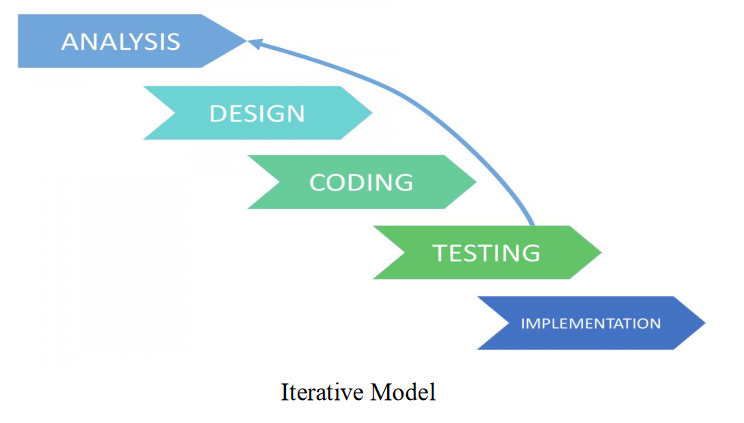 ANALYSIS
DESIGN
CODING
TESTING
IMPLEMENTATION
Iterative Model